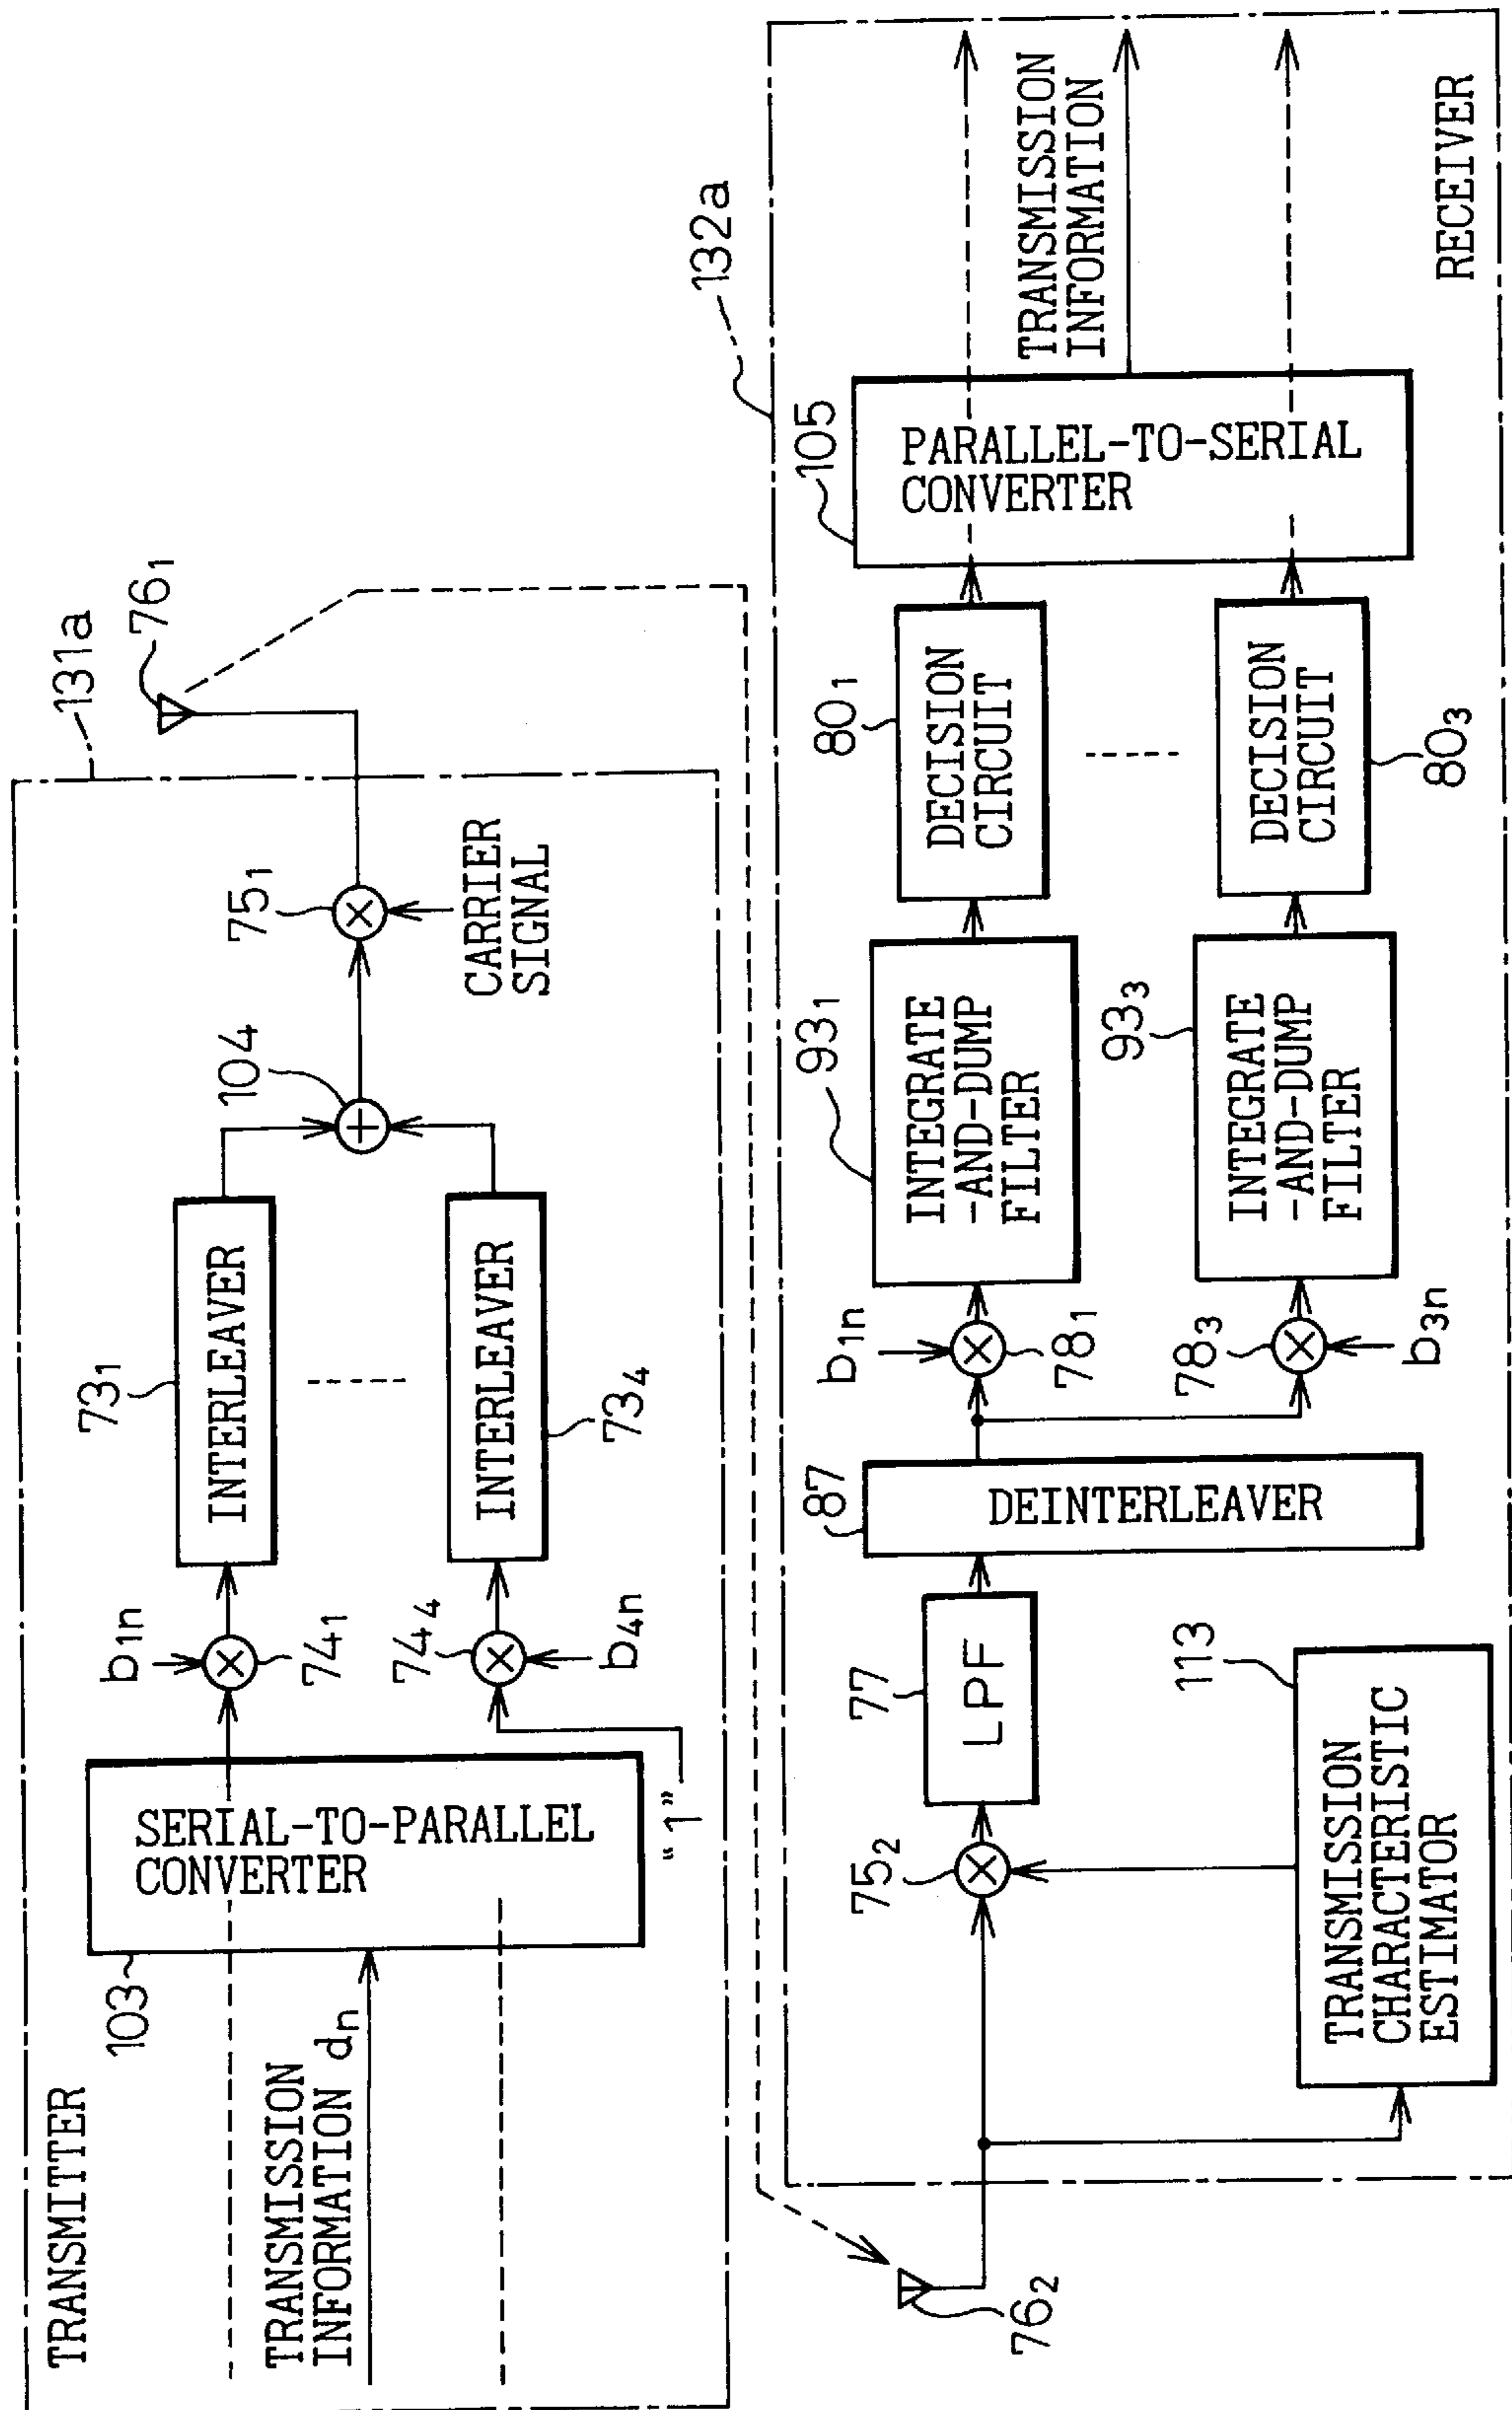 TRANSMITTER
131a
TRANSMISSION
INFORMATION dn
103
SERIAL-TO-PARALLEL
CONVERTER
“1”
b1n
741
744
b4n
731
INTERLEAVER
INTERLEAVER
734
104
751
CARRIER
SIGNAL
761
132a
762
752
77
LPF
113
TRANSMISSION
CHARACTERISTIC
ESTIMATOR
87
DEINTERLEAVER
b1n
781
783
b3n
931
INTEGRATE
-AND-DUMP
FILTER
933
INTEGRATE
-AND-DUMP
FILTER
801
DECISION
CIRCUIT
DECISION
CIRCUIT
803
105
PARALLEL-TO-SERIAL
CONVERTER
TRANSMISSION
INFORMATION
RECEIVER